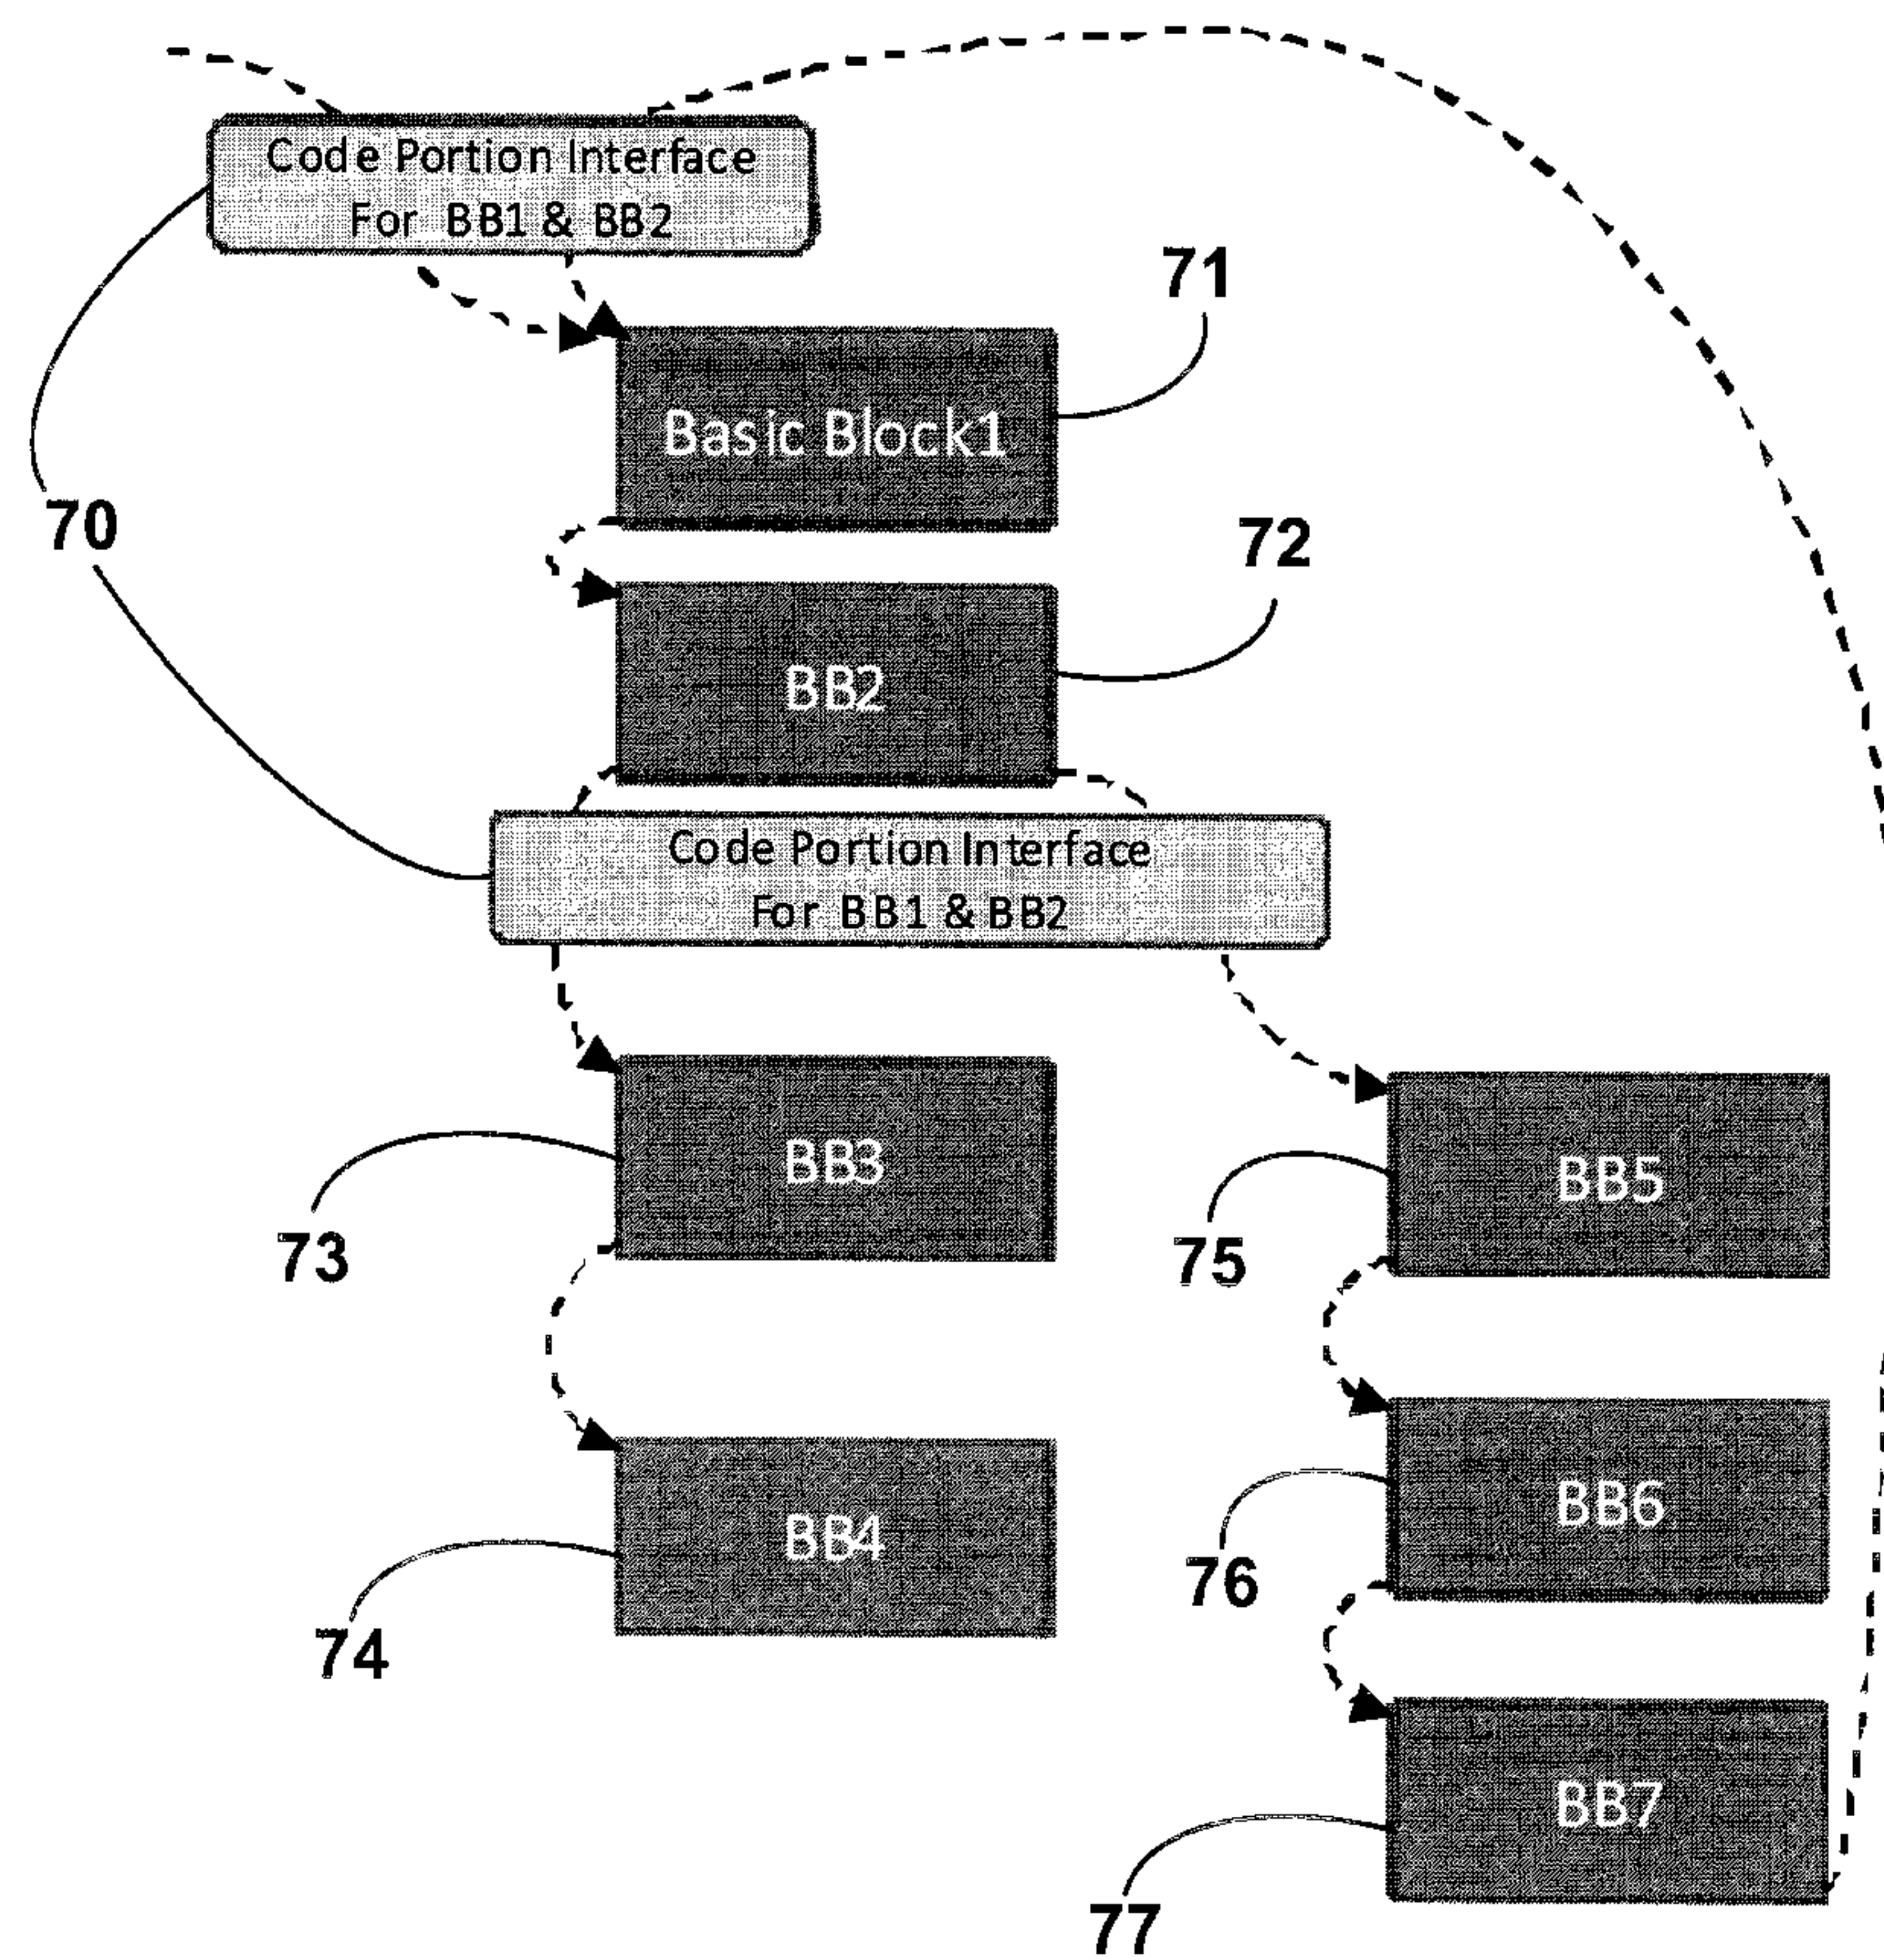 Code Portion Interface
For BB1 & BB2
71
Basic Block1
70
72
BB2
Code Portion Interface
For BB1 & BB2
BB3
BB5
73
75
BB4
BB6
76
74
BB7
77